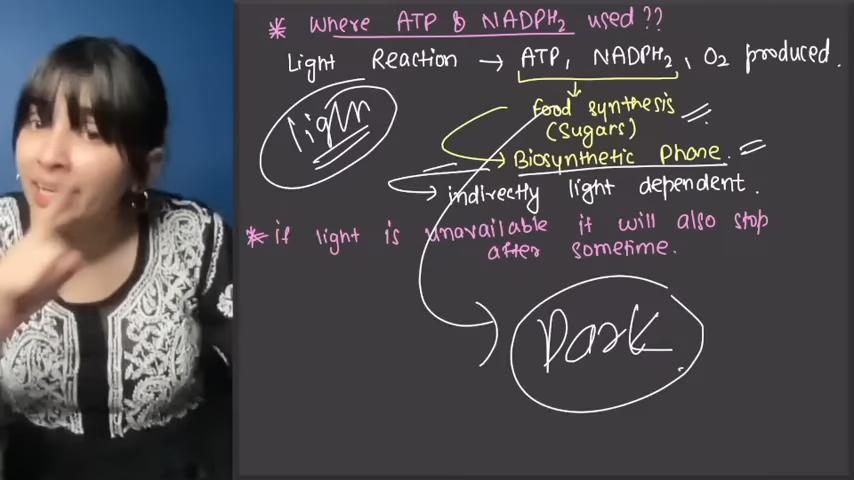 * Where ATP & NADPH₂ used ??
Light Reaction → ATP, NADPH₂, O₂ produced.
Light
Food synthesis
(Sugars)
Biosynthetic Phone.
→ indirectly light dependent.
* if light is unavailable it will also stop
after sometime.
Dark